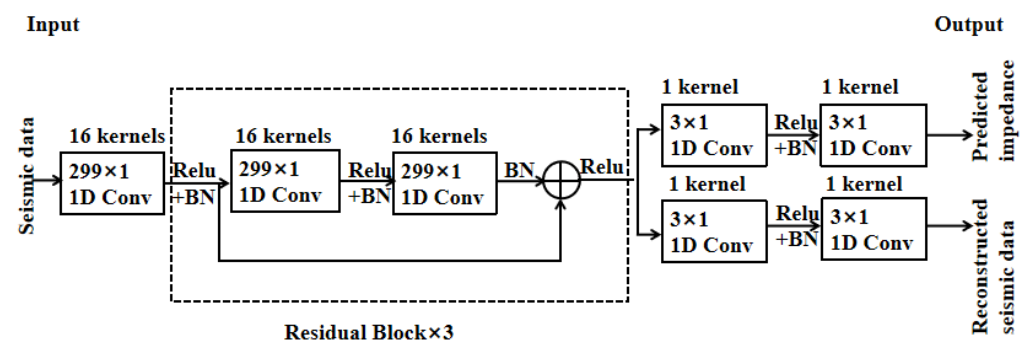 Input
Output
Seismic data
16 kernels
299×1
1D Conv
Relu
+BN
16 kernels
299×1
1D Conv
Relu
+BN
16 kernels
299×1
1D Conv
BN
Relu
Residual Block×3
1 kernel
3×1
1D Conv
Relu
+BN
1 kernel
3×1
1D Conv
Predicted
impedance
1 kernel
3×1
1D Conv
Relu
+BN
1 kernel
3×1
1D Conv
Reconstructed
seismic data